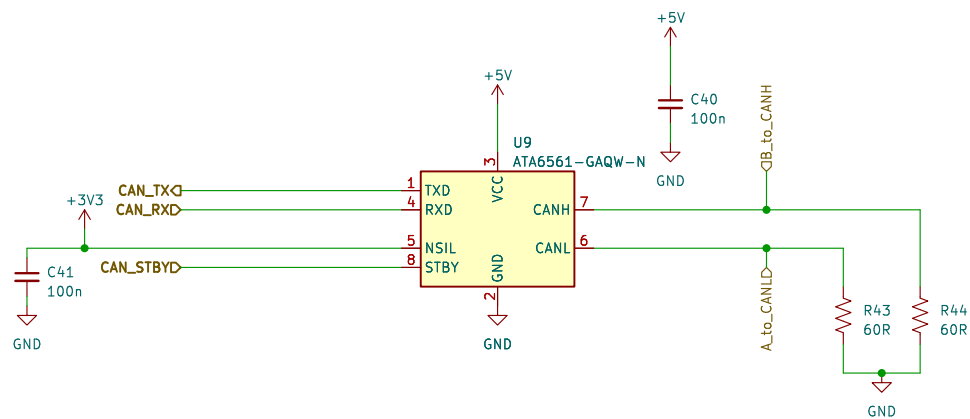 +5V
C40
100n
GND
B_to_CANH
+5V
U9
ATA6561-GAQW-N
3
VCC
CAN_TX
1
TXD
CAN_RX
4
RXD
CANH
7
+3V3
5
NSIL
CANL
6
CAN_STBY
8
STBY
GND
2
GND
C41
100n
GND
A_to_CANL
R43
60R
R44
60R
GND